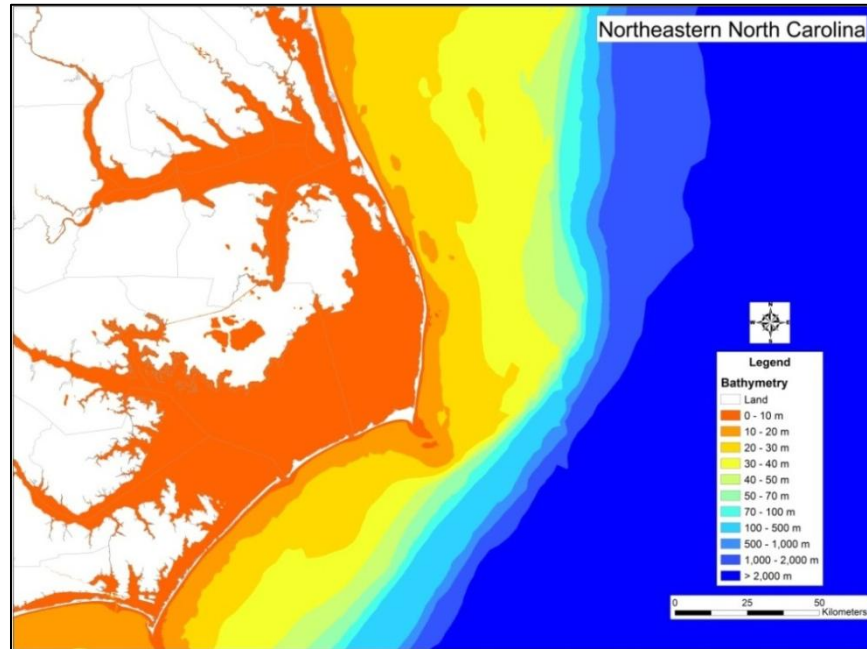 Northeastern North Carolina
Legend
Bathymetry
Land
0 - 10 m
10 - 20 m
20 - 30 m
30 - 40 m
40 - 50 m
50 - 70 m
70 - 100 m
100 - 500 m
500 - 1,000 m
1,000 - 2,000 m
> 2,000 m
0 25 50
Kilometers